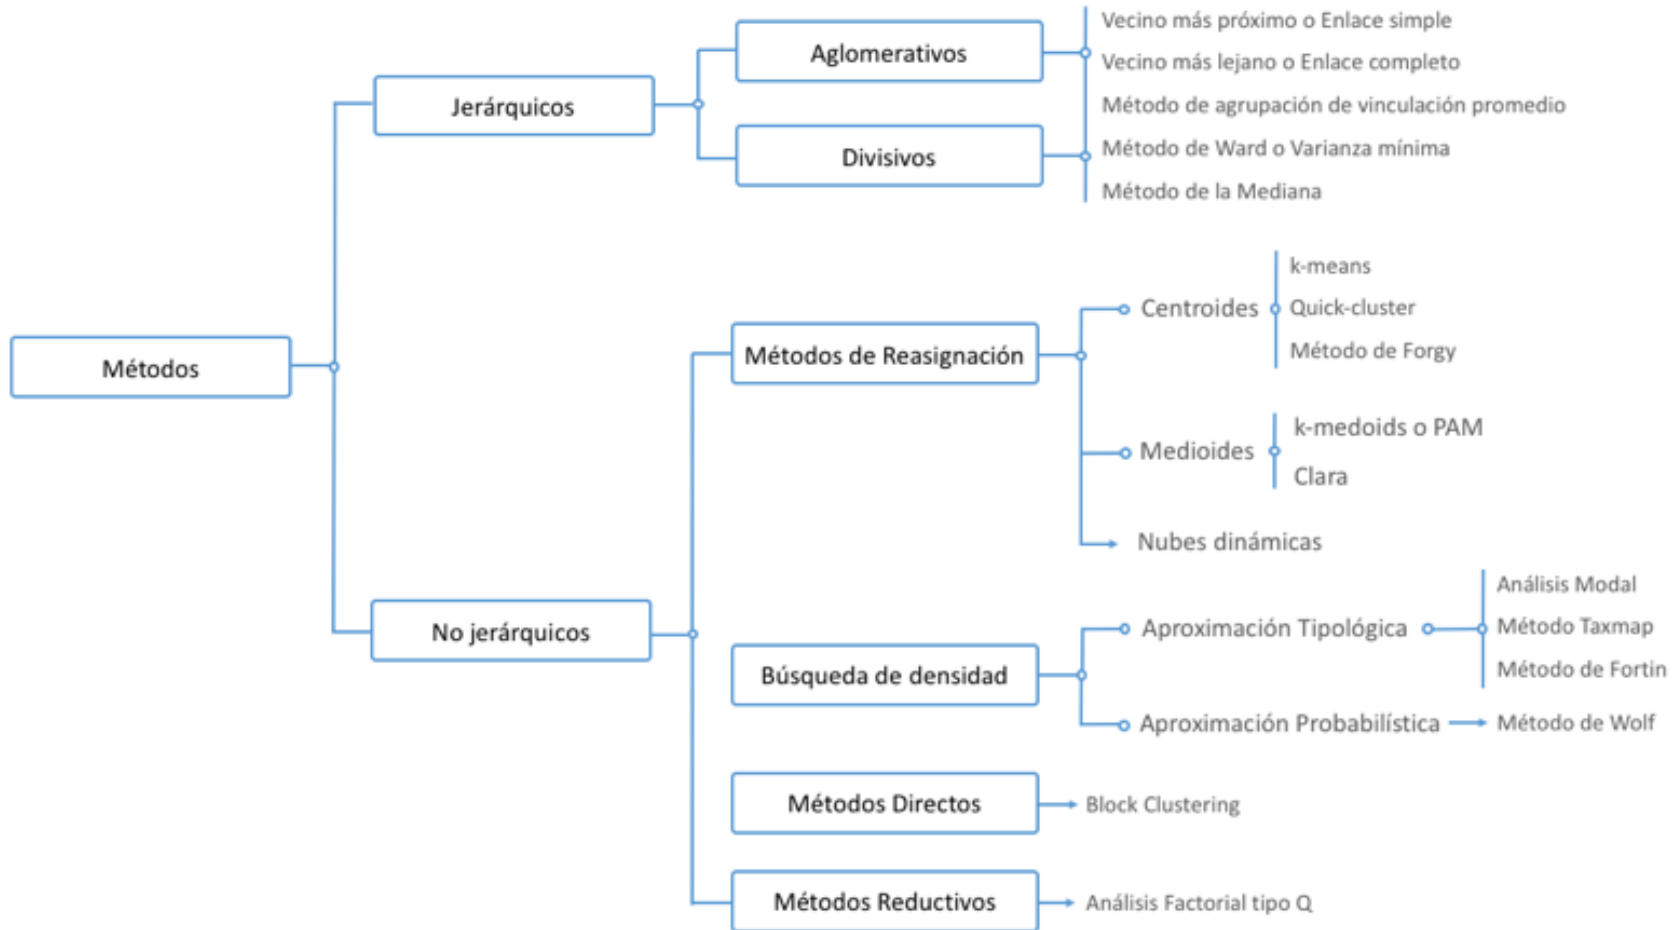 Métodos
Jerárquicos
Aglomerativos
Divisivos
Vecino más próximo o Enlace simple
Vecino más lejano o Enlace completo
Método de agrupación de vinculación promedio
Método de Ward o Varianza mínima
Método de la Mediana
No jerárquicos
Métodos de Reasignación
Centroides
k-means
Quick-cluster
Método de Forgy
Medioides
k-medoids o PAM
Clara
Nubes dinámicas
Búsqueda de densidad
Aproximación Tipológica
Análisis Modal
Método Taxmap
Método de Fortin
Aproximación Probabilística
Método de Wolf
Métodos Directos
Block Clustering
Métodos Reductivos
Análisis Factorial tipo Q